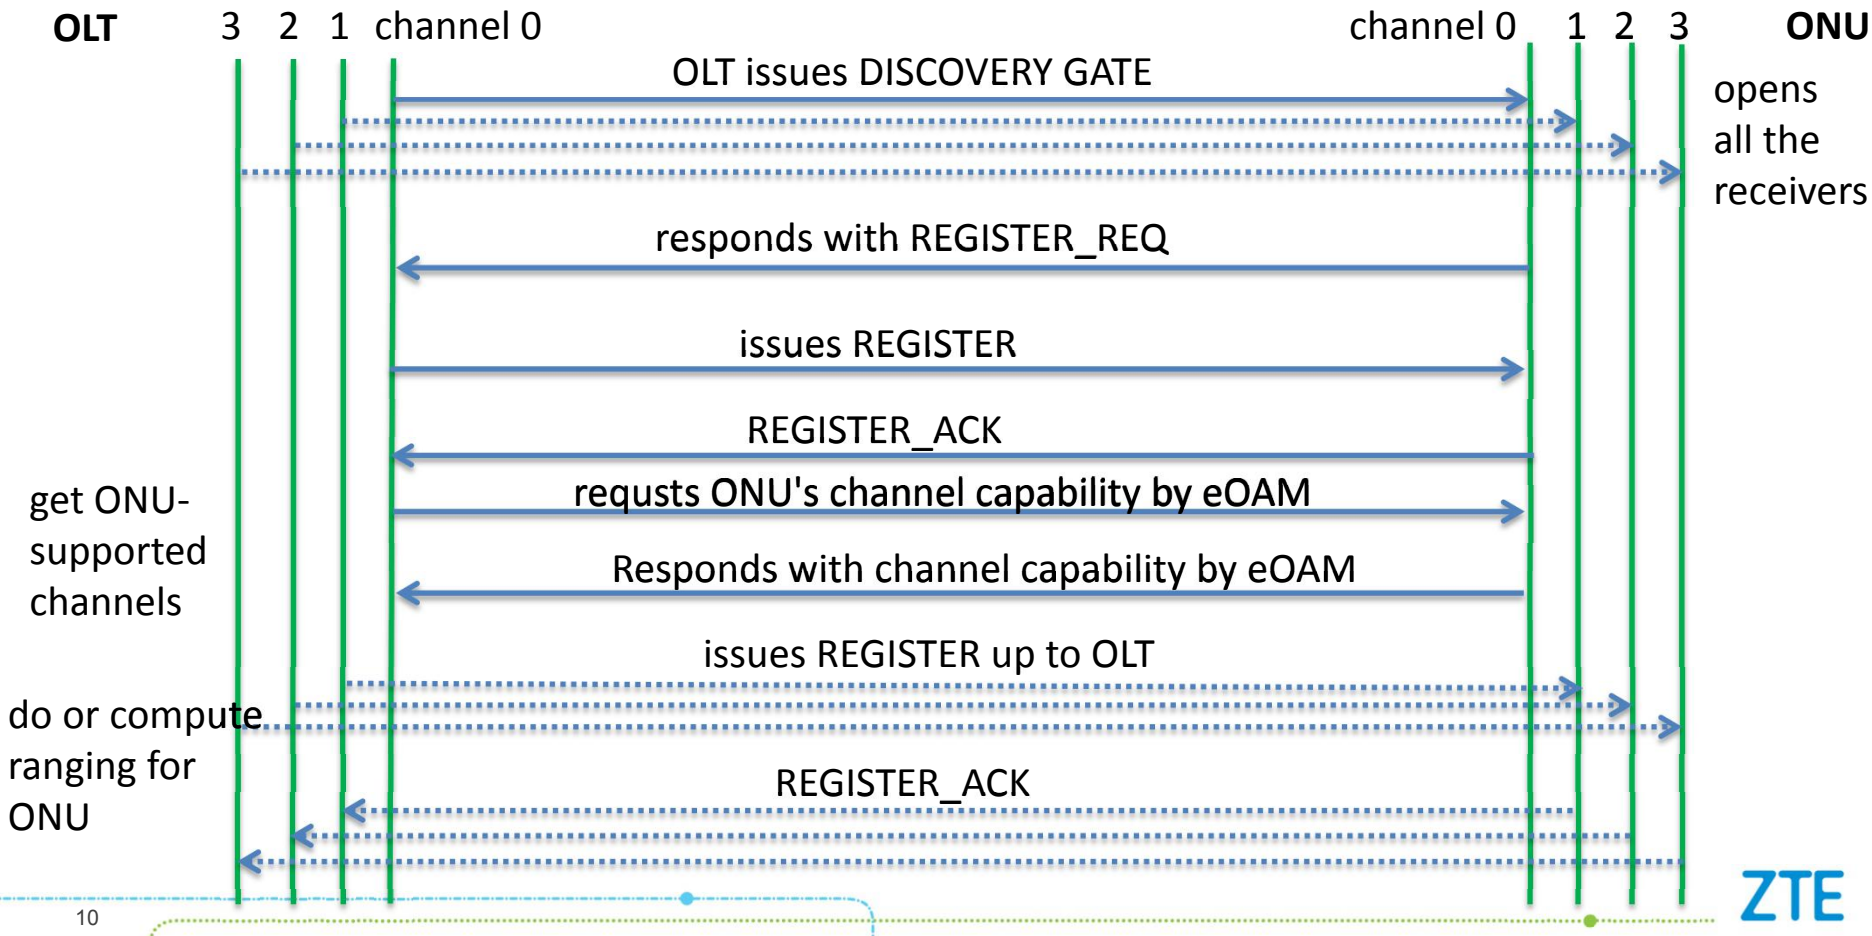 OLT 3 2 1 channel 0 channel 0 1 2 3 ONU
OLT issues DISCOVERY GATE
opens
all the
receivers
responds with REGISTER_REQ
issues REGISTER
REGISTER_ACK
requsts ONU's channel capability by eOAM
get ONU-
supported
channels
Responds with channel capability by eOAM
issues REGISTER up to OLT
do or compute
ranging for
ONU
REGISTER_ACK
10
ZTE